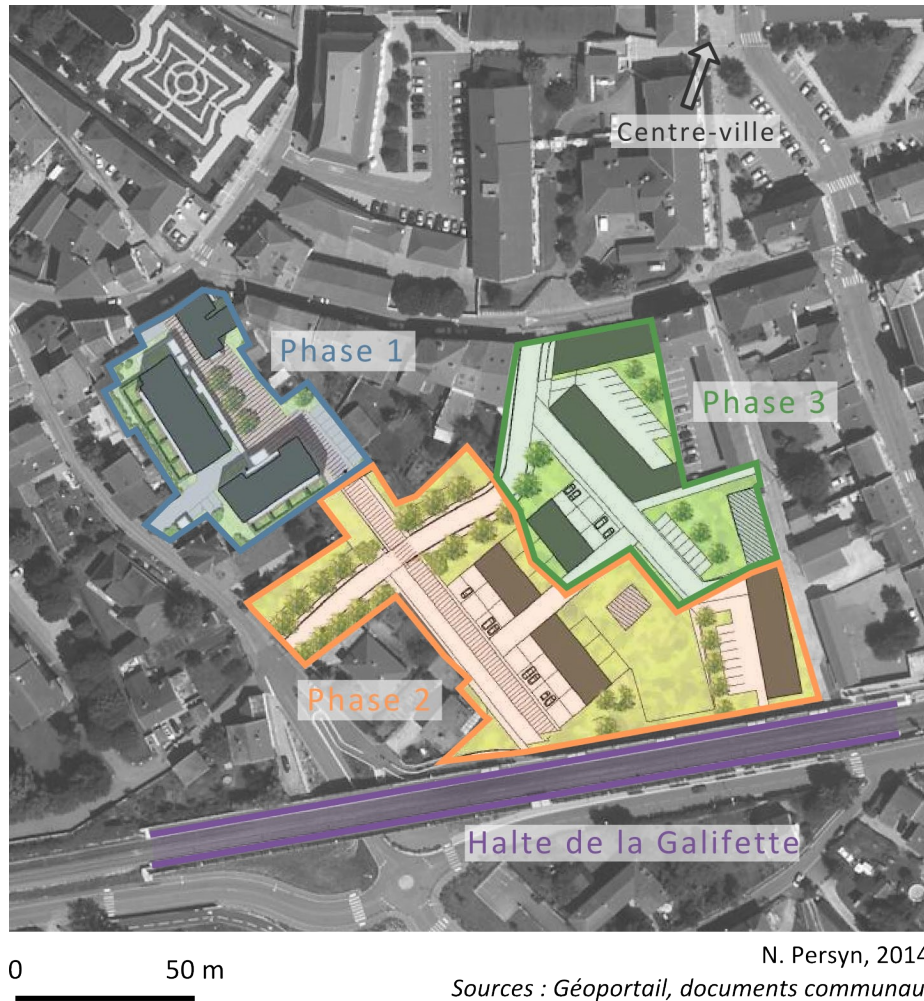 Centre-ville
Phase 1
Phase 3
Phase 2
Halte de la Galifette
0 50 m
N. Persyn, 2014
Sources : Géoportail, documents communau